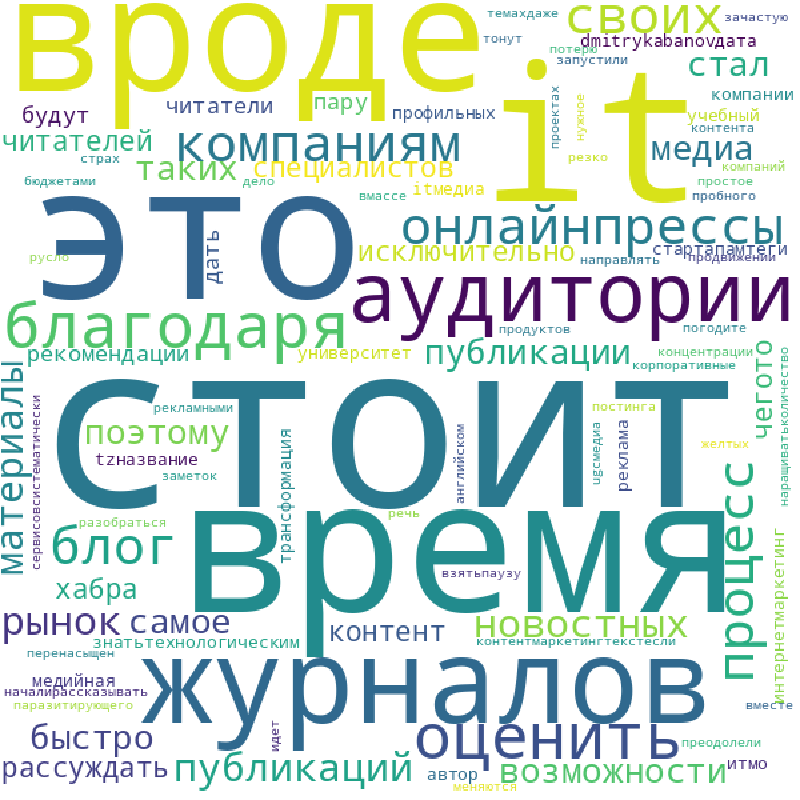 вроде
темахдаже
своих
зачастую
тонут
dmitrykabanovдата
потерю
запустили
стал
it
будут
читатели
пару
профильных
проектах
нужное
компании
учебный
контента
читателей
компаниям
медиа
страх
таких
специалистов
резко
компаний
бюджетами
дело
вмассе
itмедиа
простое
пробного
это
дать
онлайнпрессы
исключительно
стартапамтеги
русло
направлять
продвижении
аудитории
благодаря
продуктов
погодите
рекомендации
университет
публикации
концентрации
корпоративные
чегото
наращиватьколичество
материалы
стоит
сервисовсистематически
рекламными
постинга
поэтому
английском
ugcмедиа
реклама
желтых
tzназвание
трансформация
заметок
процесс
время
речь
разобраться
блог
интернетмаркетинг
взятьпаузу
хабра
рынок
самое
контент
новостных
знатьтехнологическим
контентмаркетингтекстесли
перенасыщен
журналов
медийная
началирассказывать
паразитирующего
вместе
идет
быстро
оценить
преодолели
рассуждать
публикаций
автор
возможности
итмо
меняются